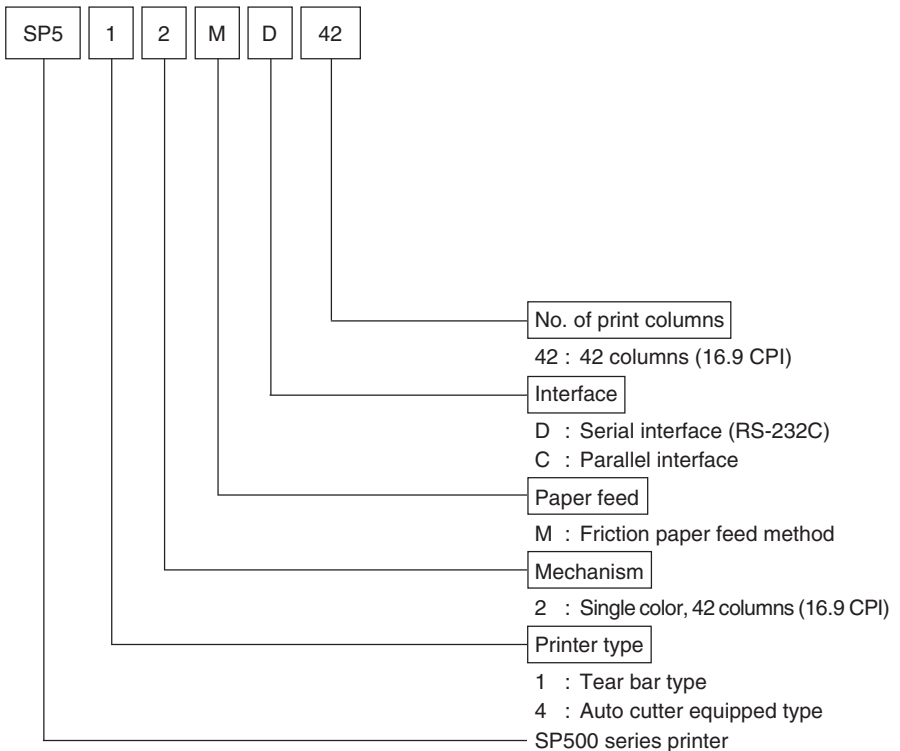 SP5 1 2 M D 42
No. of print columns
42 : 42 columns (16.9 CPI)
Interface
D : Serial interface (RS-232C)
C : Parallel interface
Paper feed
M : Friction paper feed method
Mechanism
2 : Single color, 42 columns (16.9 CPI)
Printer type
1 : Tear bar type
4 : Auto cutter equipped type
SP500 series printer